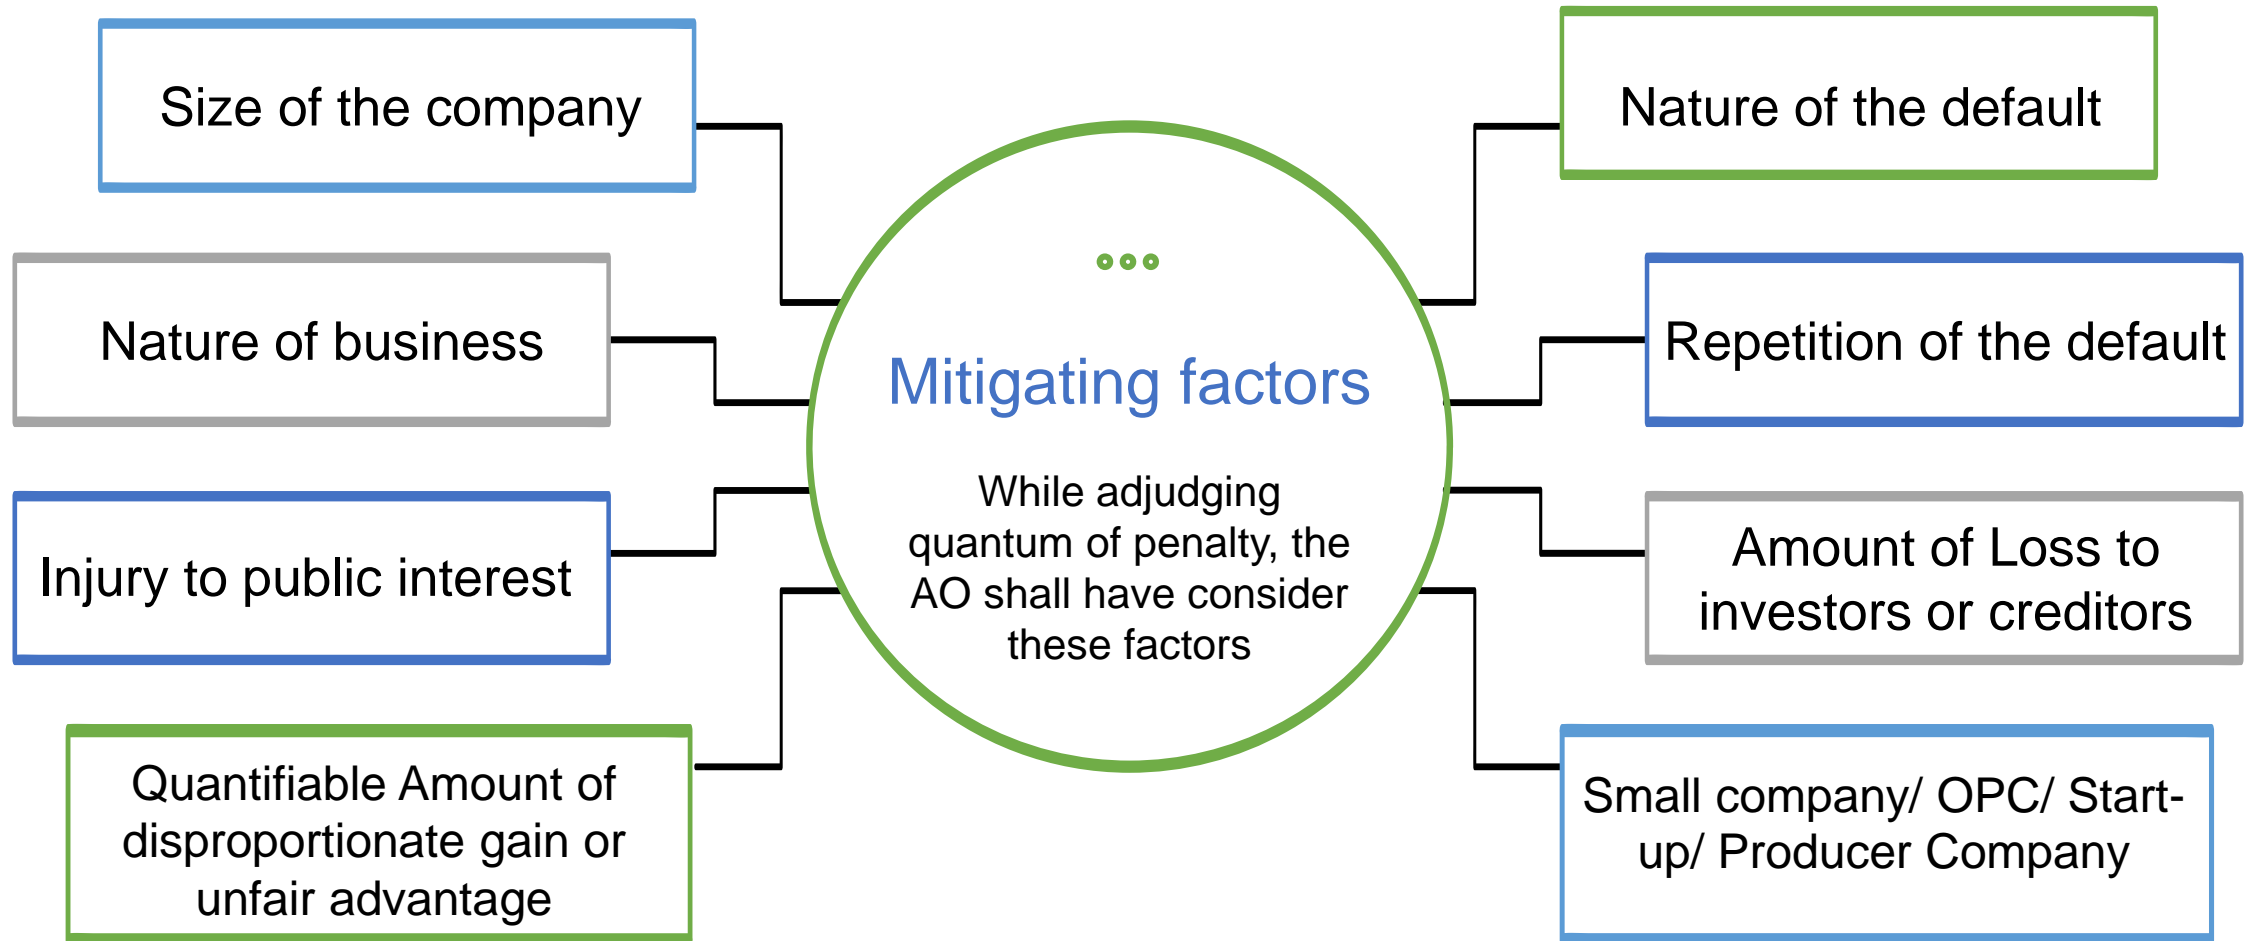 Size of the company
Nature of business
Injury to public interest
Quantifiable Amount of
disproportionate gain or
unfair advantage
Mitigating factors
While adjudging
quantum of penalty, the
AO shall have consider
these factors
Nature of the default
Repetition of the default
Amount of Loss to
investors or creditors
Small company/ OPC/ Start-
up/ Producer Company